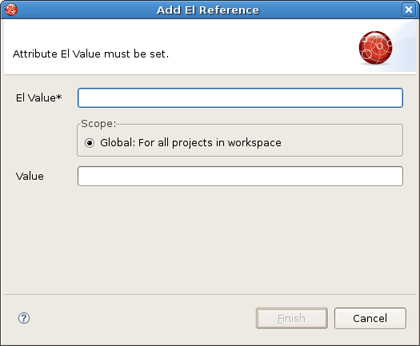 Add El Reference
Attribute El Value must be set.
El Value*
Scope:
Global: For all projects in workspace
Value
?
Finish
Cancel